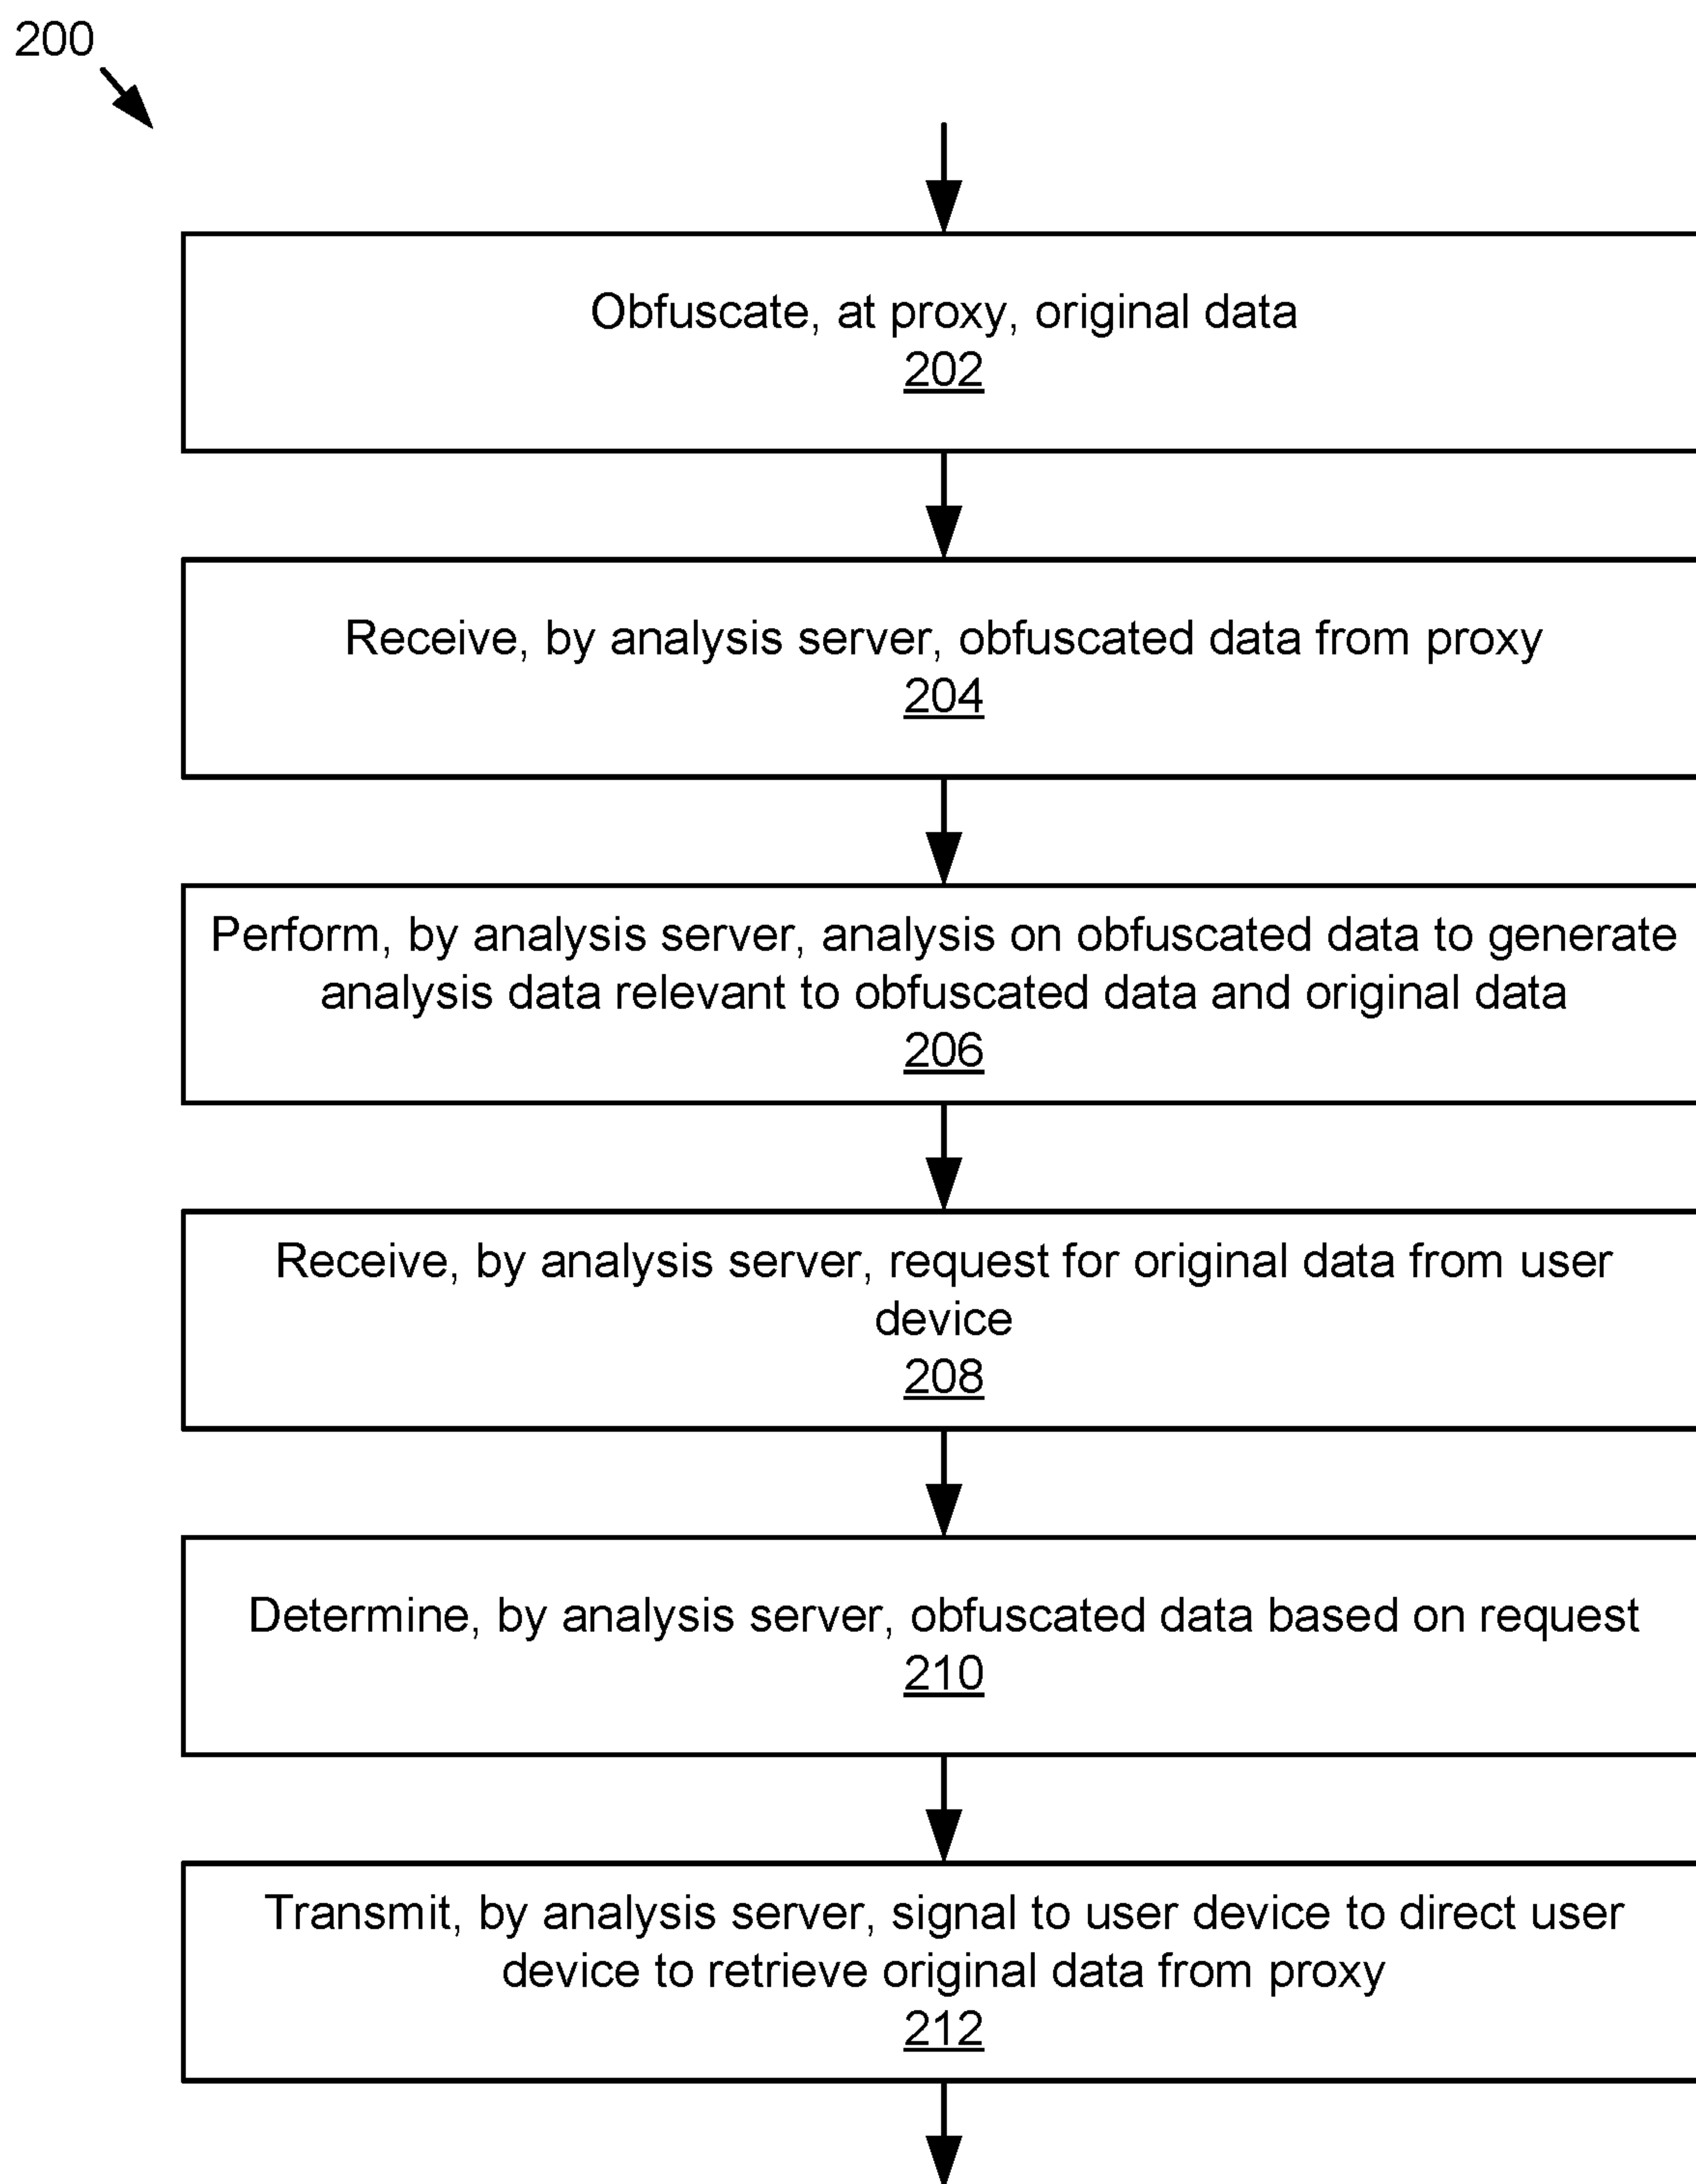 200
Obfuscate, at proxy, original data
202
Receive, by analysis server, obfuscated data from proxy
204
Perform, by analysis server, analysis on obfuscated data to generate
analysis data relevant to obfuscated data and original data
206
Receive, by analysis server, request for original data from user
device
208
Determine, by analysis server, obfuscated data based on request
210
Transmit, by analysis server, signal to user device to direct user
device to retrieve original data from proxy
212